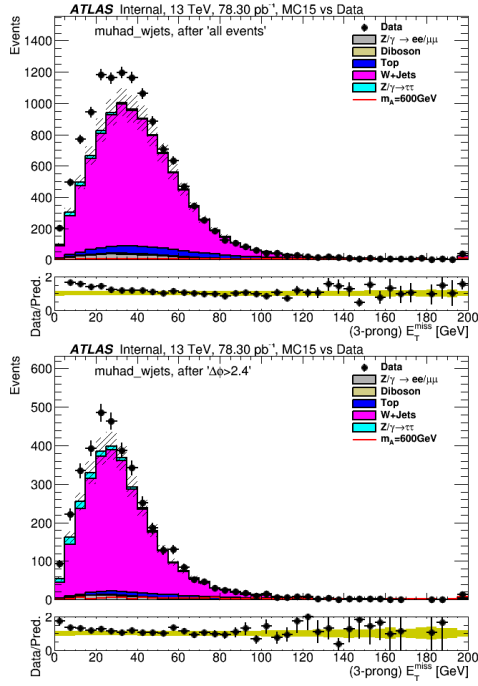 ATLAS Internal, 13 TeV, 78.30 pb⁻¹, MC15 vs Data
Events
muhad_wjets, after 'all events'
Data
Z/γ → ee/μμ
Diboson
Top
W+Jets
Z/γ→ττ
m_A=600GeV
1400
1200
1000
800
600
400
200
0
Data/Pred.
2
1
0
0 20 40 60 80 100 120 140 160 180 200
(3-prong) E_T^miss [GeV]
ATLAS Internal, 13 TeV, 78.30 pb⁻¹, MC15 vs Data
Events
muhad_wjets, after 'Δϕ>2.4'
Data
Z/γ → ee/μμ
Diboson
Top
W+Jets
Z/γ→ττ
m_A=600GeV
600
500
400
300
200
100
0
Data/Pred.
2
1
0
0 20 40 60 80 100 120 140 160 180 200
(3-prong) E_T^miss [GeV]